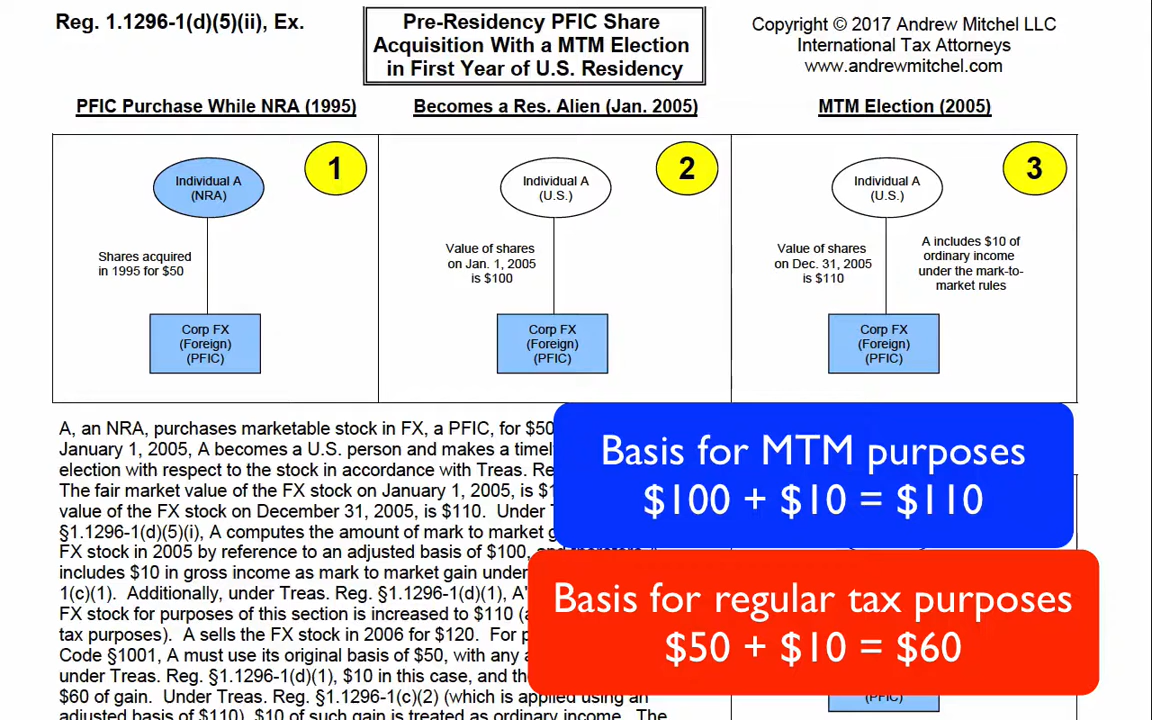 Reg. 1.1296-1(d)(5)(ii), Ex.
Pre-Residency PFIC Share
Acquisition With a MTM Election
in First Year of U.S. Residency
Copyright © 2017 Andrew Mitchel LLC
International Tax Attorneys
www.andrewmitchel.com
PFIC Purchase While NRA (1995)
Becomes a Res. Alien (Jan. 2005)
MTM Election (2005)
1
Individual A
(NRA)
Shares acquired
in 1995 for $50
Corp FX
(Foreign)
(PFIC)
2
Individual A
(U.S.)
Value of shares
on Jan. 1, 2005
is $100
Corp FX
(Foreign)
(PFIC)
3
Individual A
(U.S.)
Value of shares
on Dec. 31, 2005
is $110
A includes $10 of
ordinary income
under the mark-to-
market rules
Corp FX
(Foreign)
(PFIC)
A, an NRA, purchases marketable stock in FX, a PFIC, for $50
January 1, 2005, A becomes a U.S. person and makes a
election with respect to the stock in accordance with Treas.
The fair market value of the FX stock on January 1, 2005, is
value of the FX stock on December 31, 2005, is $110. Under
§1.1296-1(d)(5)(i), A computes the amount of mark to market
FX stock in 2005 by reference to an adjusted basis of $100,
includes $10 in gross income as mark to market gain under
1(c)(1). Additionally, under Treas. Reg. §1.1296-1(d)(1),
FX stock for purposes of this section is increased to $110
tax purposes). A sells the FX stock in 2006 for $120. For
Code §1001, A must use its original basis of $50, with any
under Treas. Reg. §1.1296-1(d)(1), $10 in this case, and
$60 of gain. Under Treas. Reg. §1.1296-1(c)(2) (which is applied using an
adjusted basis of $110), $10 of such gain is treated as ordinary income. The
Basis for MTM purposes
$100 + $10 = $110
Basis for regular tax purposes
$50 + $10 = $60
(PFIC)